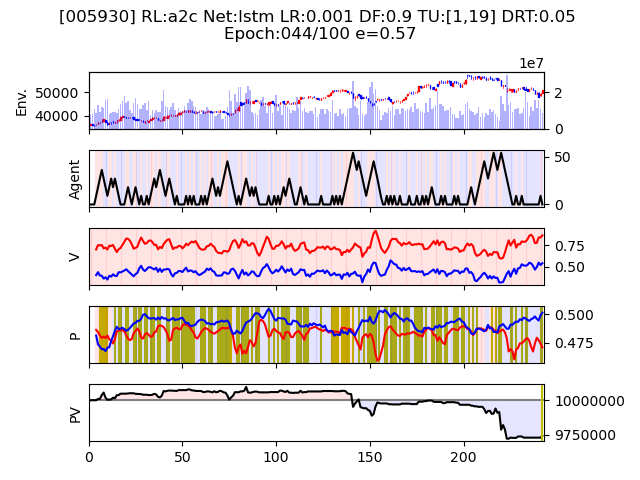 [005930] RL:a2c Net:lstm LR:0.001 DF:0.9 TU:[1,19] DRT:0.05
Epoch:044/100 e=0.57
1e7
Env.
50000
40000
2
0
Agent
50
0
V
0.75
0.50
P
0.500
0.475
PV
10000000
9750000
0
50
100
150
200